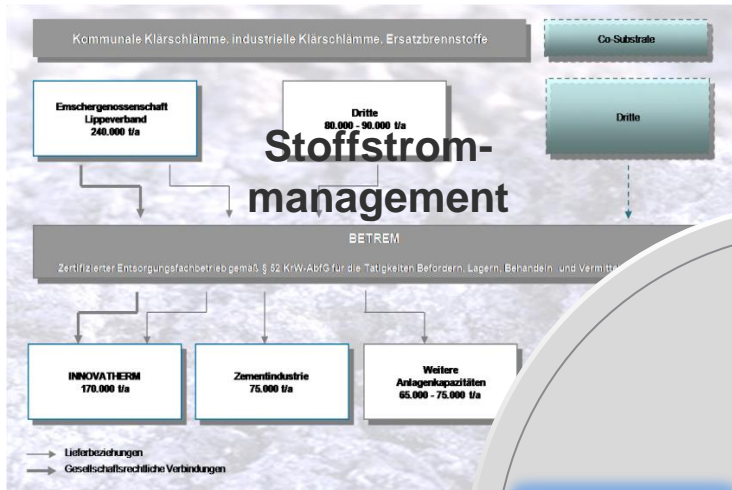 Kommunale Klärschlämme, industrielle Klärschlämme, Ersatzbrennstoffe
Co-Substrate
Emschergenossenschaft
Lippeverband
240.000 t/a
Dritte
80.000 - 90.000 t/a
Dritte
Stoffstrom-
management
BETREM
Zertifizierter Entsorgungsfachbetrieb gemäß § 52 KrW-AbfG für die Tätigkeiten Befördern, Lagern, Behandeln und
INNOVATHERM
170.000 t/a
Zementindustrie
75.000 t/a
Weitere
Anlagenkapazitäten
65.000 - 75.000 t/a
Lieferbeziehungen
Gesellschaftsrechtliche Verbindungen